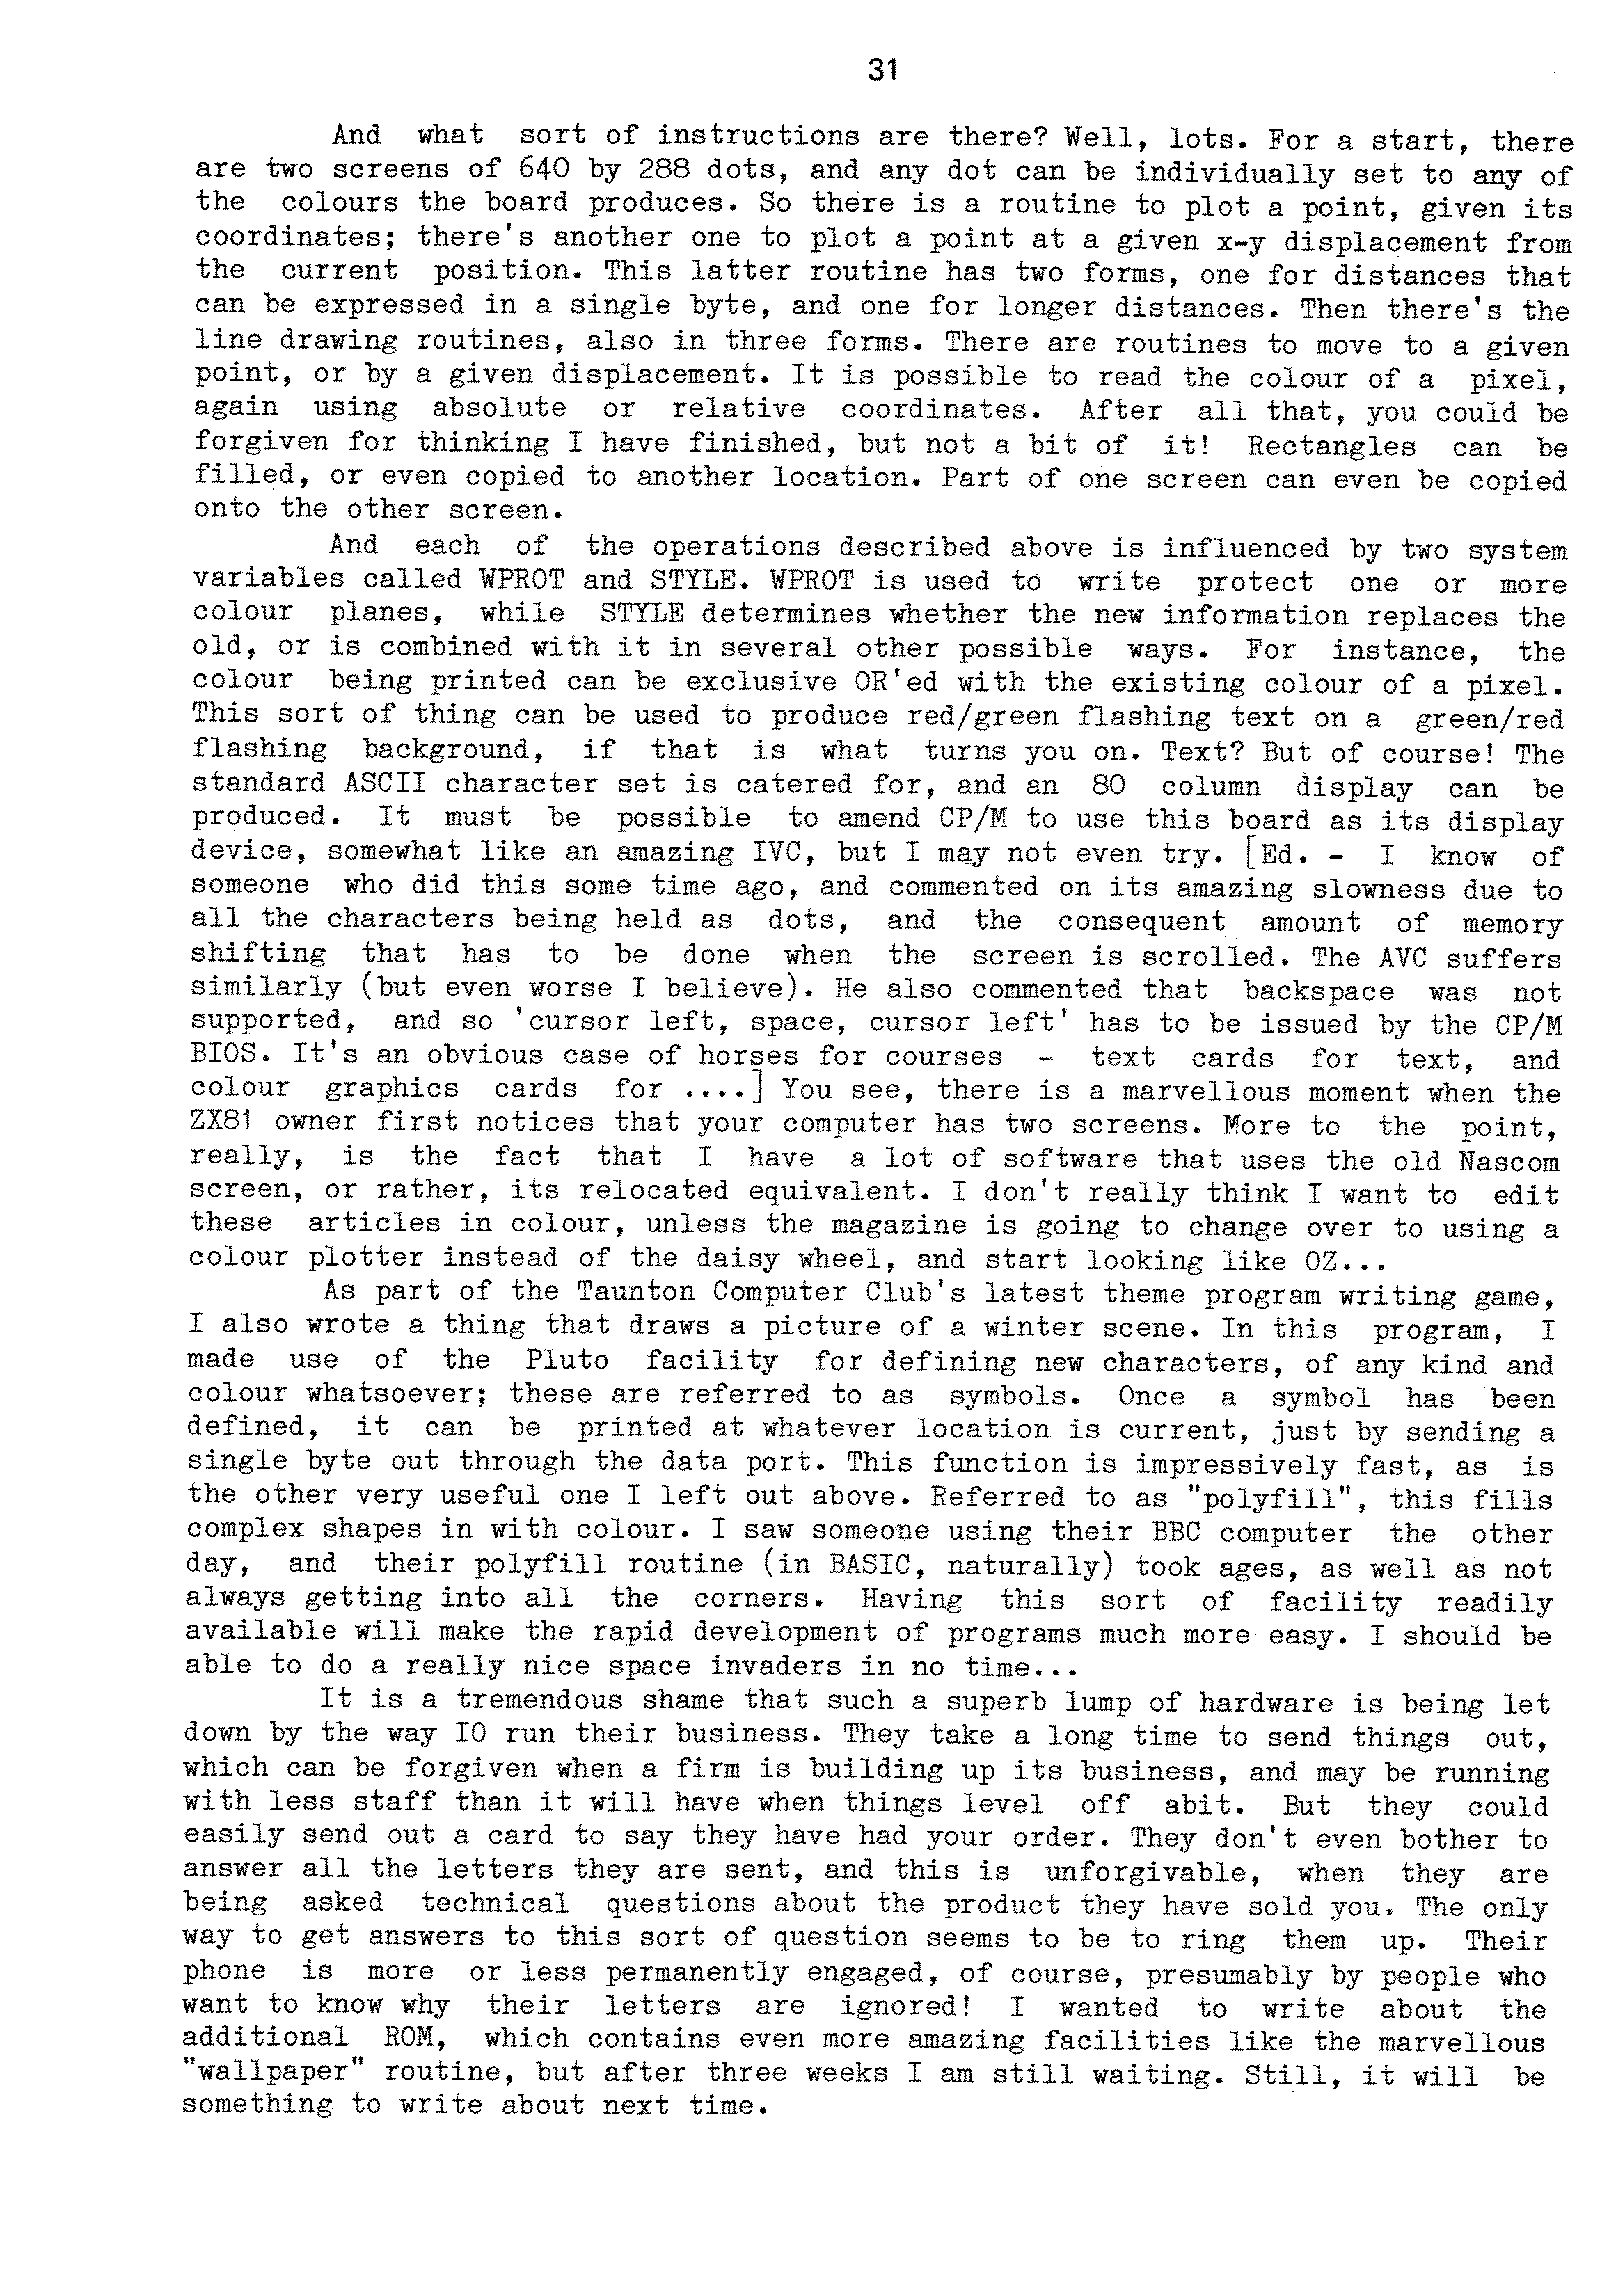 31
And what sort of instructions are there? Well, lots. For a start, there
are two screens of 640 by 288 dots, and any dot can be individually set to any of
the colours the board produces. So there is a routine to plot a point, given its
coordinates; there's another one to plot a point at a given x-y displacement from
the current position. This latter routine has two forms, one for distances that
can be expressed in a single byte, and one for longer distances. Then there's the
line drawing routines, also in three forms. There are routines to move to a given
point, or by a given displacement. It is possible to read the colour of a pixel,
again using absolute or relative coordinates. After all that, you could be
forgiven for thinking I have finished, but not a bit of it! Rectangles can be
filled, or even copied to another location. Part of one screen can even be copied
onto the other screen.
And each of the operations described above is influenced by two system
variables called WPROT and STYLE. WPROT is used to write protect one or more
colour planes, while STYLE determines whether the new information replaces the
old, or is combined with it in several other possible ways. For instance, the
colour being printed can be exclusive OR'ed with the existing colour of a pixel.
This sort of thing can be used to produce red/green flashing text on a green/red
flashing background, if that is what turns you on. Text? But of course! The
standard ASCII character set is catered for, and an 80 column display can be
produced. It must be possible to amend CP/M to use this board as its display
device, somewhat like an amazing IVC, but I may not even try. [Ed. - I know of
someone who did this some time ago, and commented on its amazing slowness due to
all the characters being held as dots, and the consequent amount of memory
shifting that has to be done when the screen is scrolled. The AVC suffers
similarly (but even worse I believe). He also commented that backspace was not
supported, and so 'cursor left, space, cursor left' has to be issued by the CP/M
BIOS. It's an obvious case of horses for courses - text cards for text, and
colour graphics cards for ....] You see, there is a marvellous moment when the
ZX81 owner first notices that your computer has two screens. More to the point,
really, is the fact that I have a lot of software that uses the old Nascom
screen, or rather, its relocated equivalent. I don't really think I want to edit
these articles in colour, unless the magazine is going to change over to using a
colour plotter instead of the daisy wheel, and start looking like OZ...
As part of the Taunton Computer Club's latest theme program writing game,
I also wrote a thing that draws a picture of a winter scene. In this program, I
made use of the Pluto facility for defining new characters, of any kind and
colour whatsoever; these are referred to as symbols. Once a symbol has been
defined, it can be printed at whatever location is current, just by sending a
single byte out through the data port. This function is impressively fast, as is
the other very useful one I left out above. Referred to as "polyfill", this fills
complex shapes in with colour. I saw someone using their BBC computer the other
day, and their polyfill routine (in BASIC, naturally) took ages, as well as not
always getting into all the corners. Having this sort of facility readily
available will make the rapid development of programs much more easy. I should be
able to do a really nice space invaders in no time...
It is a tremendous shame that such a superb lump of hardware is being let
down by the way IO run their business. They take a long time to send things out,
which can be forgiven when a firm is building up its business, and may be running
with less staff than it will have when things level off abit. But they could
easily send out a card to say they have had your order. They don't even bother to
answer all the letters they are sent, and this is unforgivable, when they are
being asked technical questions about the product they have sold you. The only
way to get answers to this sort of question seems to be to ring them up. Their
phone is more or less permanently engaged, of course, presumably by people who
want to know why their letters are ignored! I wanted to write about the
additional ROM, which contains even more amazing facilities like the marvellous
"wallpaper" routine, but after three weeks I am still waiting. Still, it will be
something to write about next time.